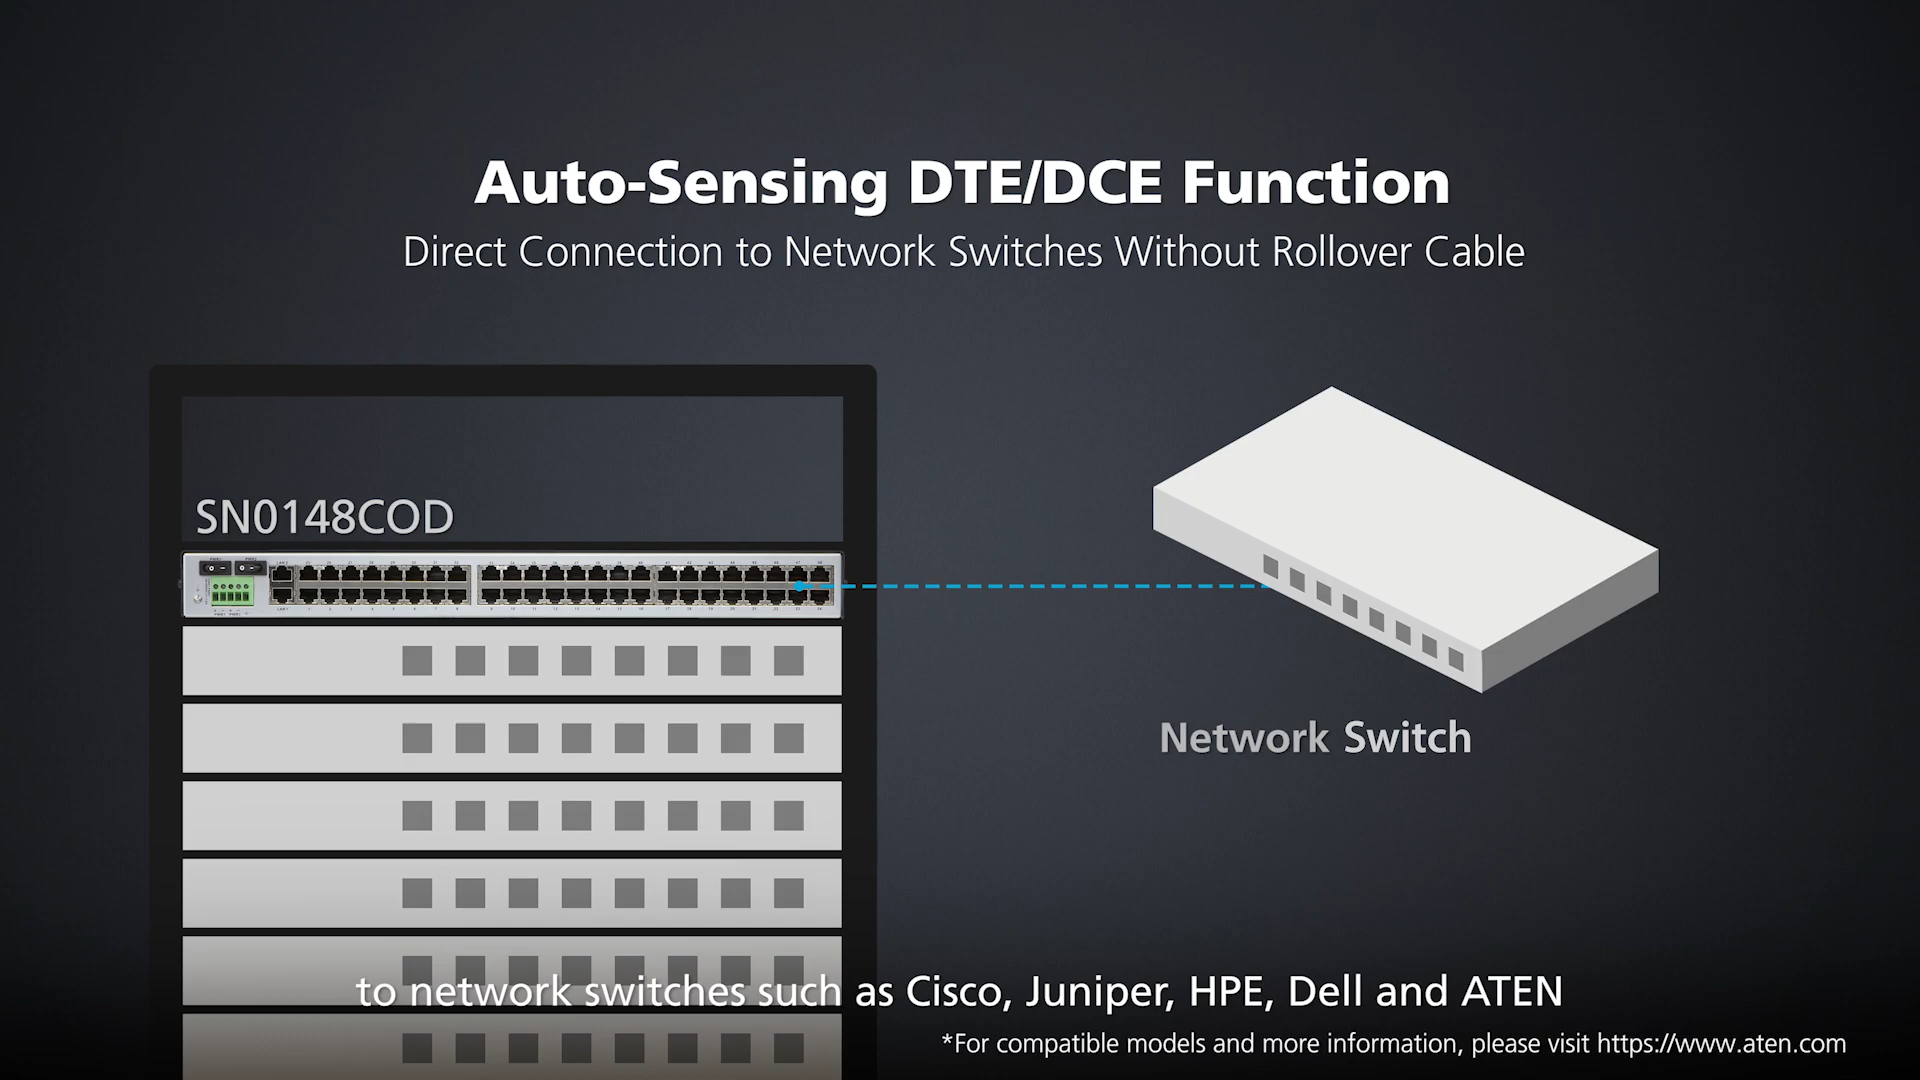 Auto-Sensing DTE/DCE Function
Direct Connection to Network Switches Without Rollover Cable
SN0148COD
Network Switch
to network switches such as Cisco, Juniper, HPE, Dell and ATEN
*For compatible models and more information, please visit https://www.aten.com